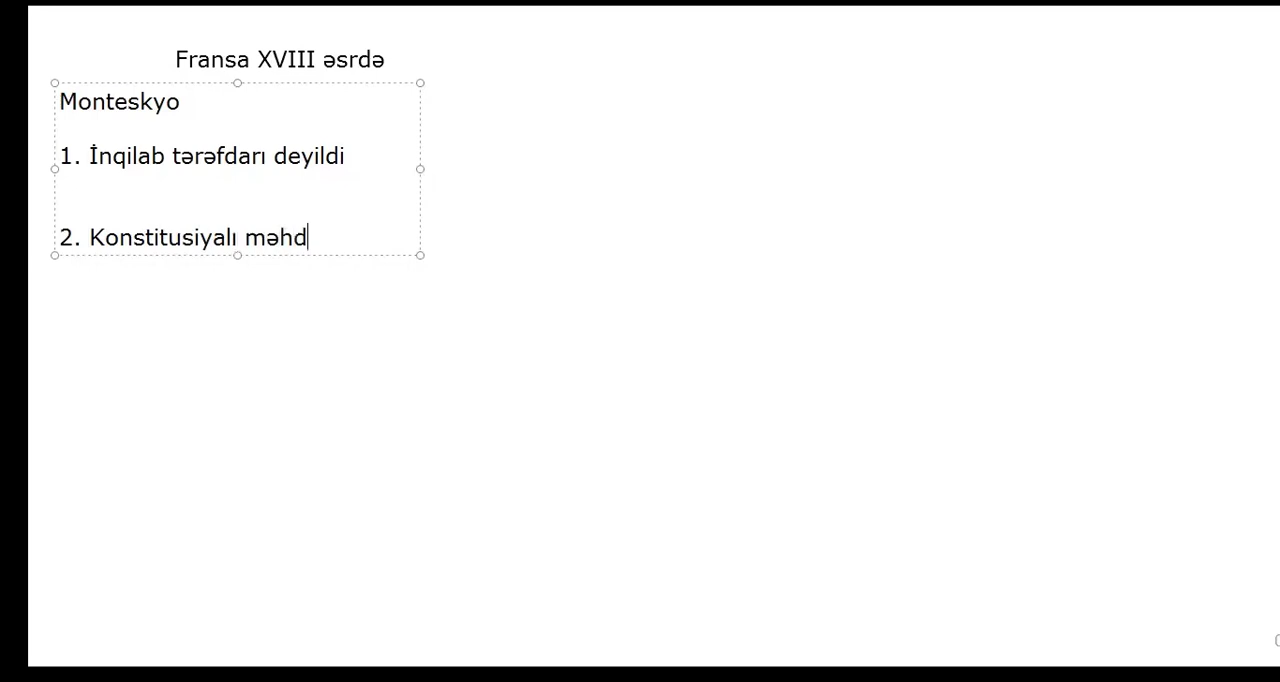 Fransa XVIII əsrdə
Monteskyo
1. İnqilab tərəfdarı deyildi
2. Konstitusiyalı məhd